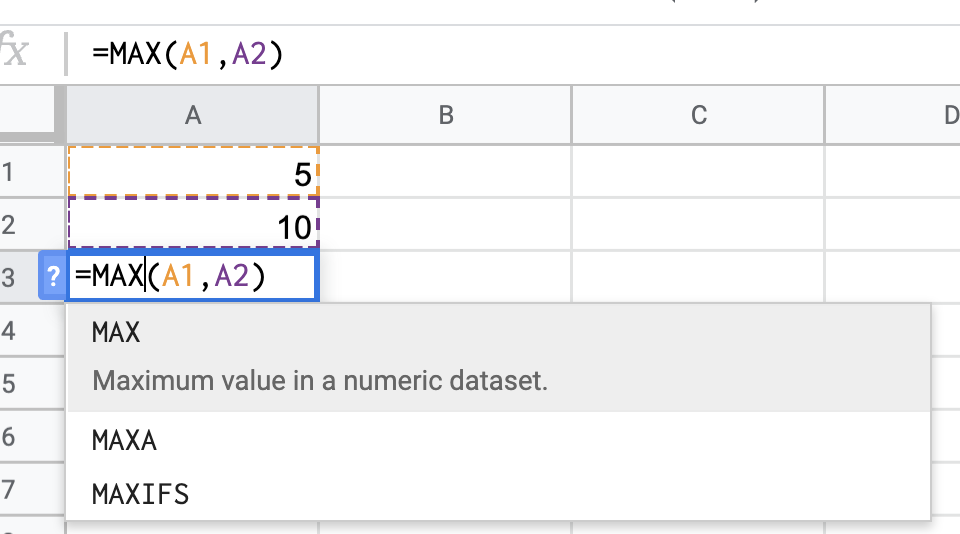 fx =MAX(A1,A2)
A B C D
1 5
2 10
3 ? =MAX(A1,A2)
4 MAX
5 Maximum value in a numeric dataset.
6 MAXA
7 MAXIFS